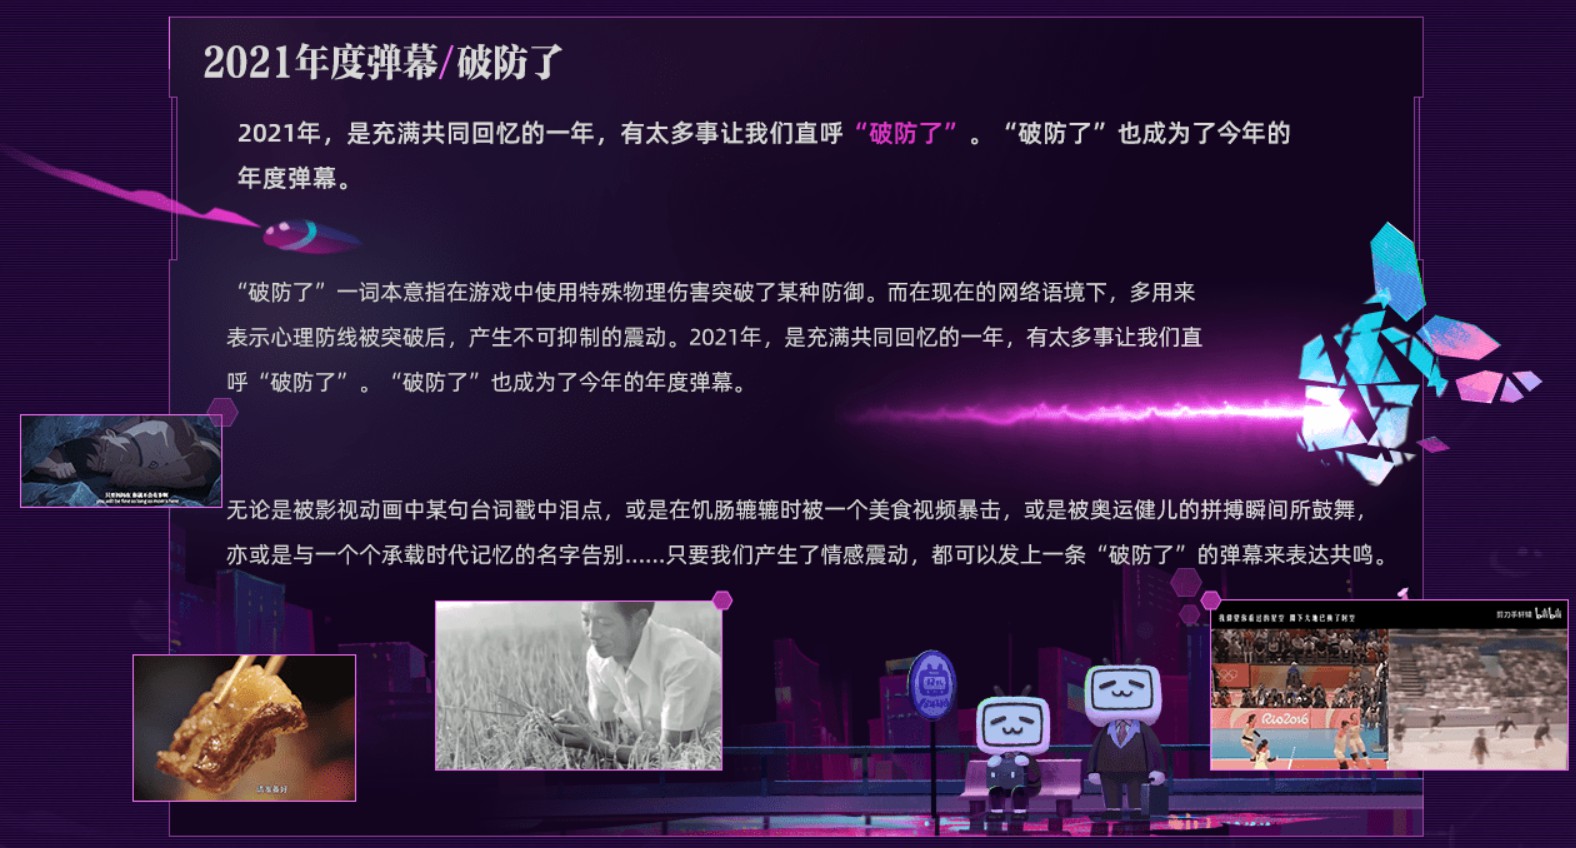 2021年度弹幕/破防了
2021年，是充满共同回忆的一年，有太多事让我们直呼“破防了”。“破防了”也成为了今年的
年度弹幕。
“破防了”一词本意指在游戏中使用特殊物理伤害突破了某种防御。而在现在的网络语境下，多用来
表示心理防线被突破后，产生不可抑制的震动。2021年，是充满共同回忆的一年，有太多事让我们直
呼“破防了”。“破防了”也成为了今年的年度弹幕。
无论是被影视动画中某句台词戳中泪点，或是在饥肠辘辘时被一个美食视频暴击，或是被奥运健儿的拼搏瞬间所鼓舞，
亦或是与一个个承载时代记忆的名字告别……只要我们产生了情感震动，都可以发上一条“破防了”的弹幕来表达共鸣。
剪刀手轩辕 bilibili
Rio2016